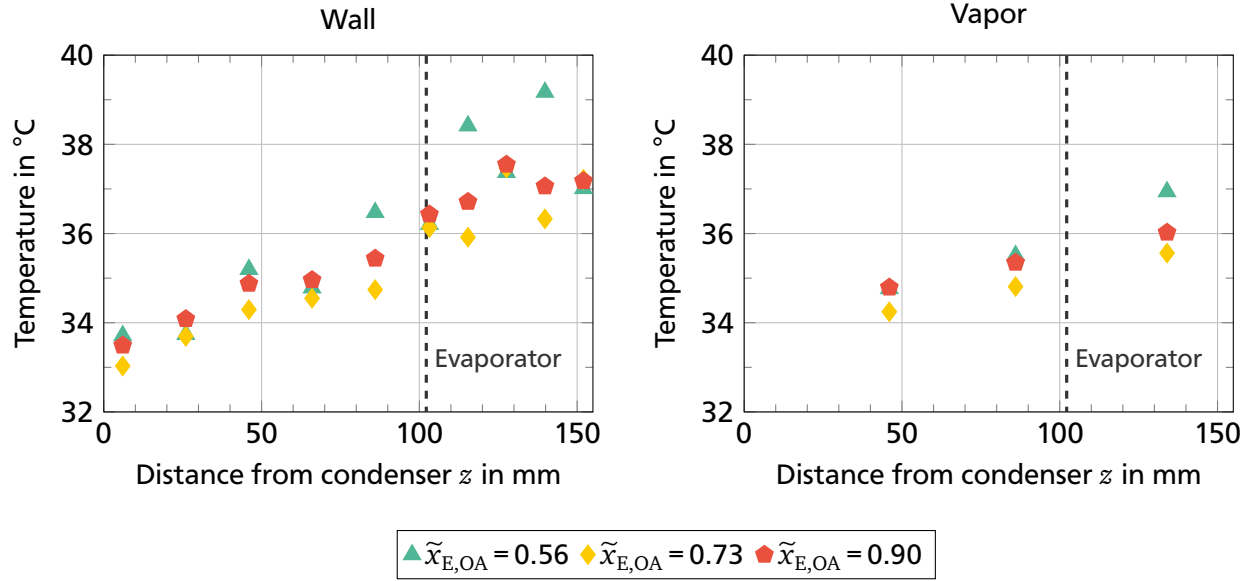 Wall
Vapor
Temperature in °C
40
38
36
34
32
Evaporator
0
50
100
150
Distance from condenser z in mm
Temperature in °C
40
38
36
34
32
Evaporator
0
50
100
150
Distance from condenser z in mm
x̃E,OA = 0.56 x̃E,OA = 0.73 x̃E,OA = 0.90